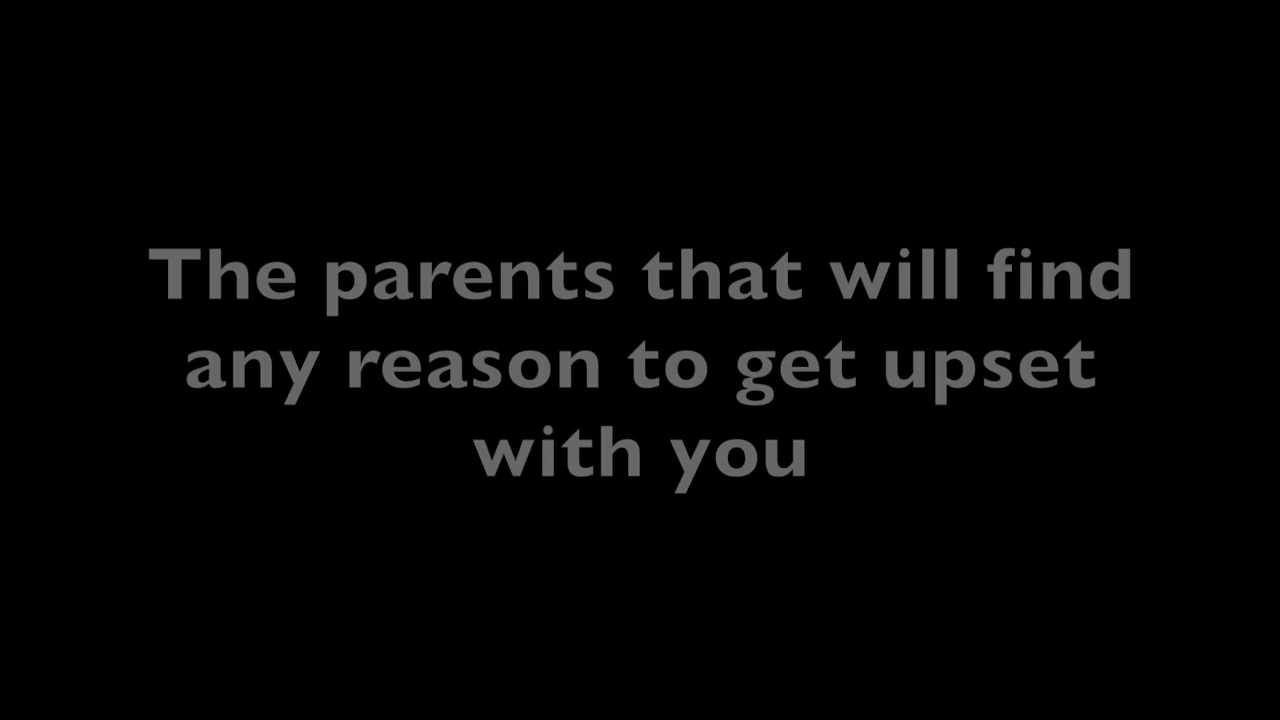 The parents that will find
any reason to get upset
with you